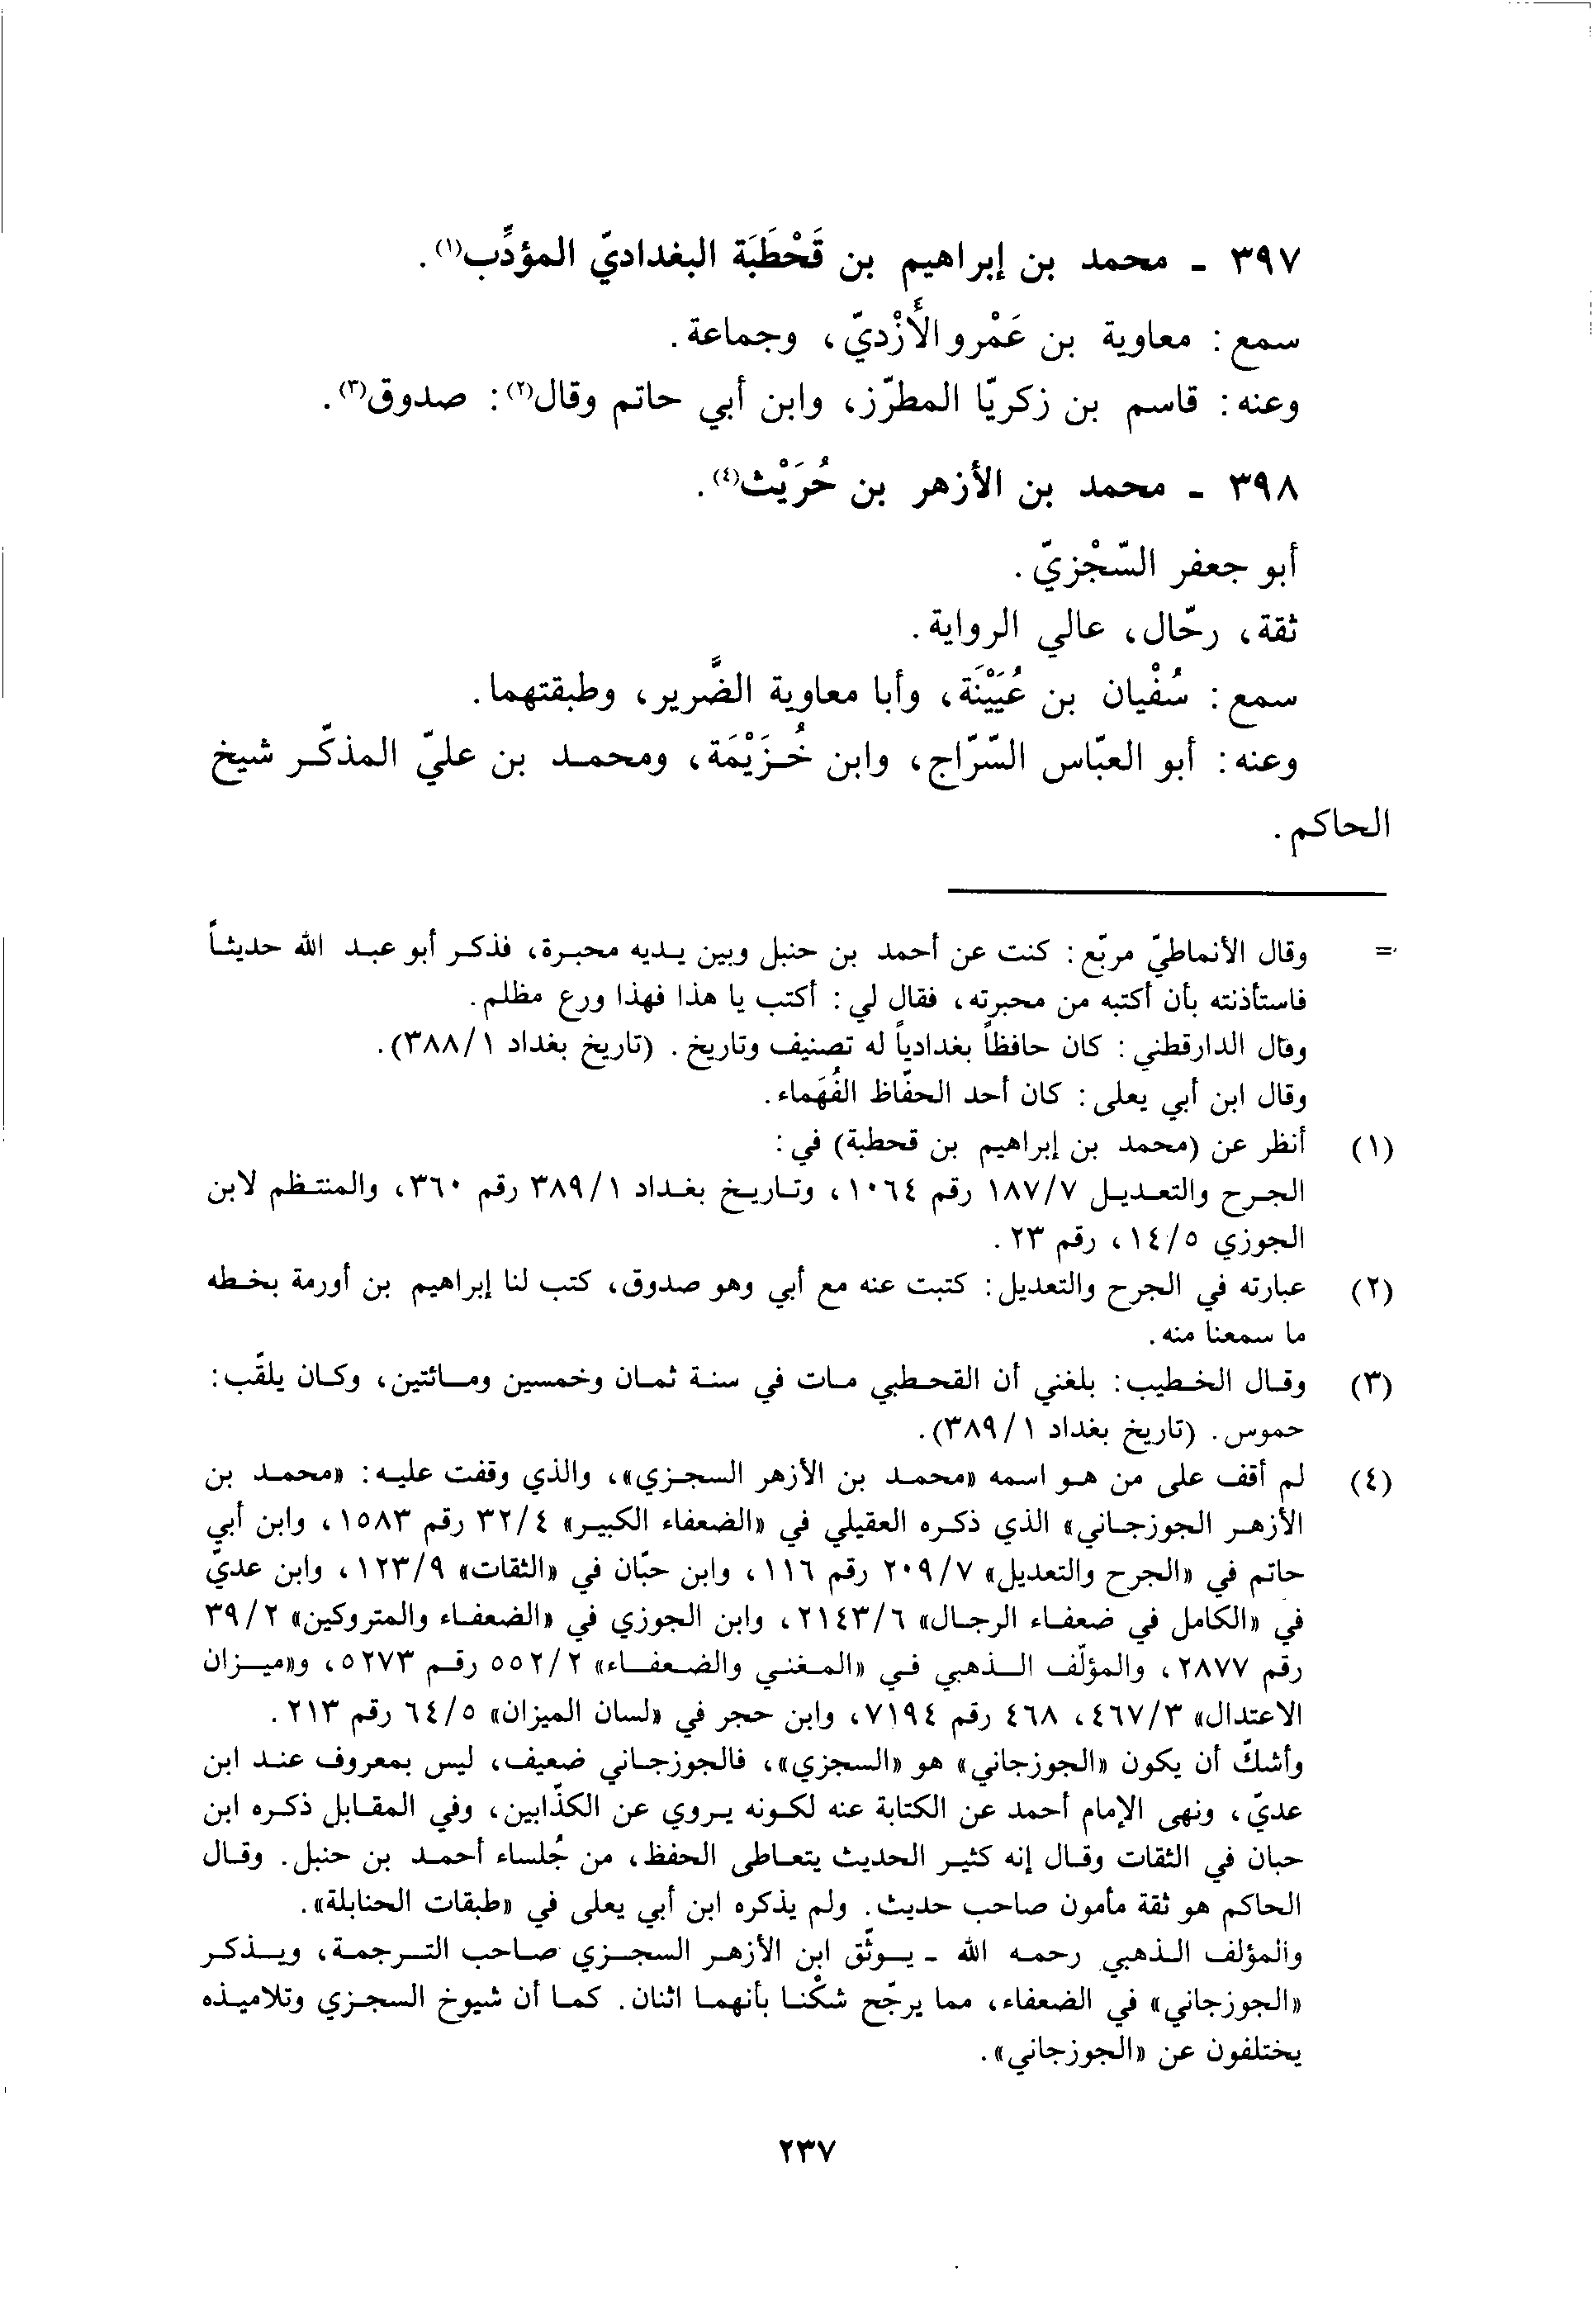 ٣٩٧ - محمد بن إبراهيم بن قَحْطَبَة البغداديّ المؤدِّب(١).
سمع: معاوية بن عَمْرو الأَزْديّ، وجماعة.
وعنه: قاسم بن زكريّا المطرّز، وابن أبي حاتم وقال(٢): صدوق(٣).
٣٩٨ - محمد بن الأزهر بن حُرَيْث(٤).
أبو جعفر السّجْزيّ.
ثقة، رحّال، عالي الرواية.
سمع: سُفْيان بن عُيَيْنَة، وأبا معاوية الضَّرير، وطبقتهما.
وعنه: أبو العبّاس السّرّاج، وابن خُزَيْمَة، ومحمد بن عليّ المذكّر شيخ
الحاكم.
= وقال الأنماطيّ مربّع: كنت عن أحمد بن حنبل وبين يديه محبرة، فذكر أبو عبد الله حديثاً
فاستأذنته بأن أكتبه من محبرته، فقال لي: أكتب يا هذا فهذا ورع مظلم.
وقال الدارقطني: كان حافظاً بغدادياً له تصنيف وتاريخ. (تاريخ بغداد ٣٨٨/١).
وقال ابن أبي يعلى: كان أحد الحفّاظ الفُهَماء.
(١) أنظر عن (محمد بن إبراهيم بن قحطبة) في:
الجرح والتعديل ١٨٧/٧ رقم ١٠٦٤، وتاريخ بغداد ٣٨٩/١ رقم ٣٦٠، والمنتظم لابن
الجوزي ١٤/٥، رقم ٢٣.
(٢) عبارته في الجرح والتعديل: كتبت عنه مع أبي وهو صدوق، كتب لنا إبراهيم بن أورمة بخطه
ما سمعنا منه.
(٣) وقال الخطيب: بلغني أن القحطبي مات في سنة ثمان وخمسين ومائتين، وكان يلقّب:
حموس. (تاريخ بغداد ٣٨٩/١).
(٤) لم أقف على من هو اسمه «محمد بن الأزهر السجزي»، والذي وقفت عليه: «محمد بن
الأزهر الجوزجاني» الذي ذكره العقيلي في «الضعفاء الكبير» ٣٢/٤ رقم ١٥٨٣، وابن أبي
حاتم في «الجرح والتعديل» ٢٠٩/٧ رقم ١١٦، وابن حبّان في «الثقات» ١٢٣/٩، وابن عديّ
في «الكامل في ضعفاء الرجال» ٢١٤٣/٦، وابن الجوزي في «الضعفاء والمتروكين» ٣٩/٢
رقم ٢٨٧٧، والمؤلّف الذهبي في «المغني والضعفاء» ٥٥٢/٢ رقم ٥٢٧٣، و«ميزان
الاعتدال» ٤٦٧/٣، ٤٦٨ رقم ٧١٩٤، وابن حجر في «لسان الميزان» ٦٤/٥ رقم ٢١٣.
وأشكّ أن يكون «الجوزجاني» هو «السجزي»، فالجوزجاني ضعيف، ليس بمعروف عند ابن
عديّ، ونهى الإمام أحمد عن الكتابة عنه لكونه يروي عن الكذّابين، وفي المقابل ذكره ابن
حبان في الثقات وقال إنه كثير الحديث يتعاطى الحفظ، من جُلساء أحمد بن حنبل. وقال
الحاكم هو ثقة مأمون صاحب حديث. ولم يذكره ابن أبي يعلى في «طبقات الحنابلة».
والمؤلف الذهبي رحمه الله - يوثّق ابن الأزهر السجزي صاحب الترجمة، ويذكر
«الجوزجاني» في الضعفاء، مما يرجّح شكّنا بأنهما اثنان. كما أن شيوخ السجزي وتلاميذه
يختلفون عن «الجوزجاني».
٢٣٧